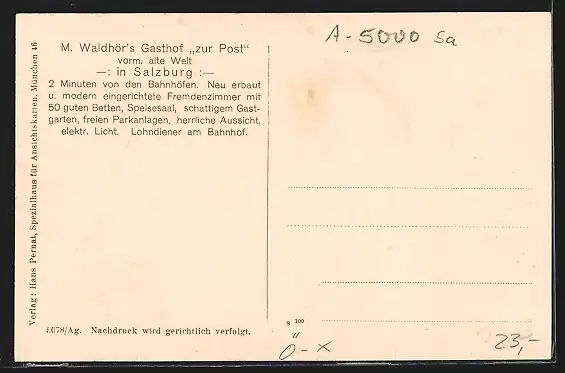 M. Waldhör's Gasthof „zur Post"
vorm. alte Welt
—: in Salzburg :—
2 Minuten von den Bahnhöfen. Neu erbaut
u. modern eingerichtete Fremdenzimmer mit
50 guten Betten, Speisesaal, schattigem Gast-
garten, freien Parkanlagen, herrliche Aussicht,
elektr. Licht. Lohndiener am Bahnhof.
Verlag: Hans Pernat, Spezialhaus für Ansichtskarten, München 46
5078/Ag. Nachdruck wird gerichtlich verfolgt.
A-5000 Sa
s 100
Ö-x
23,-